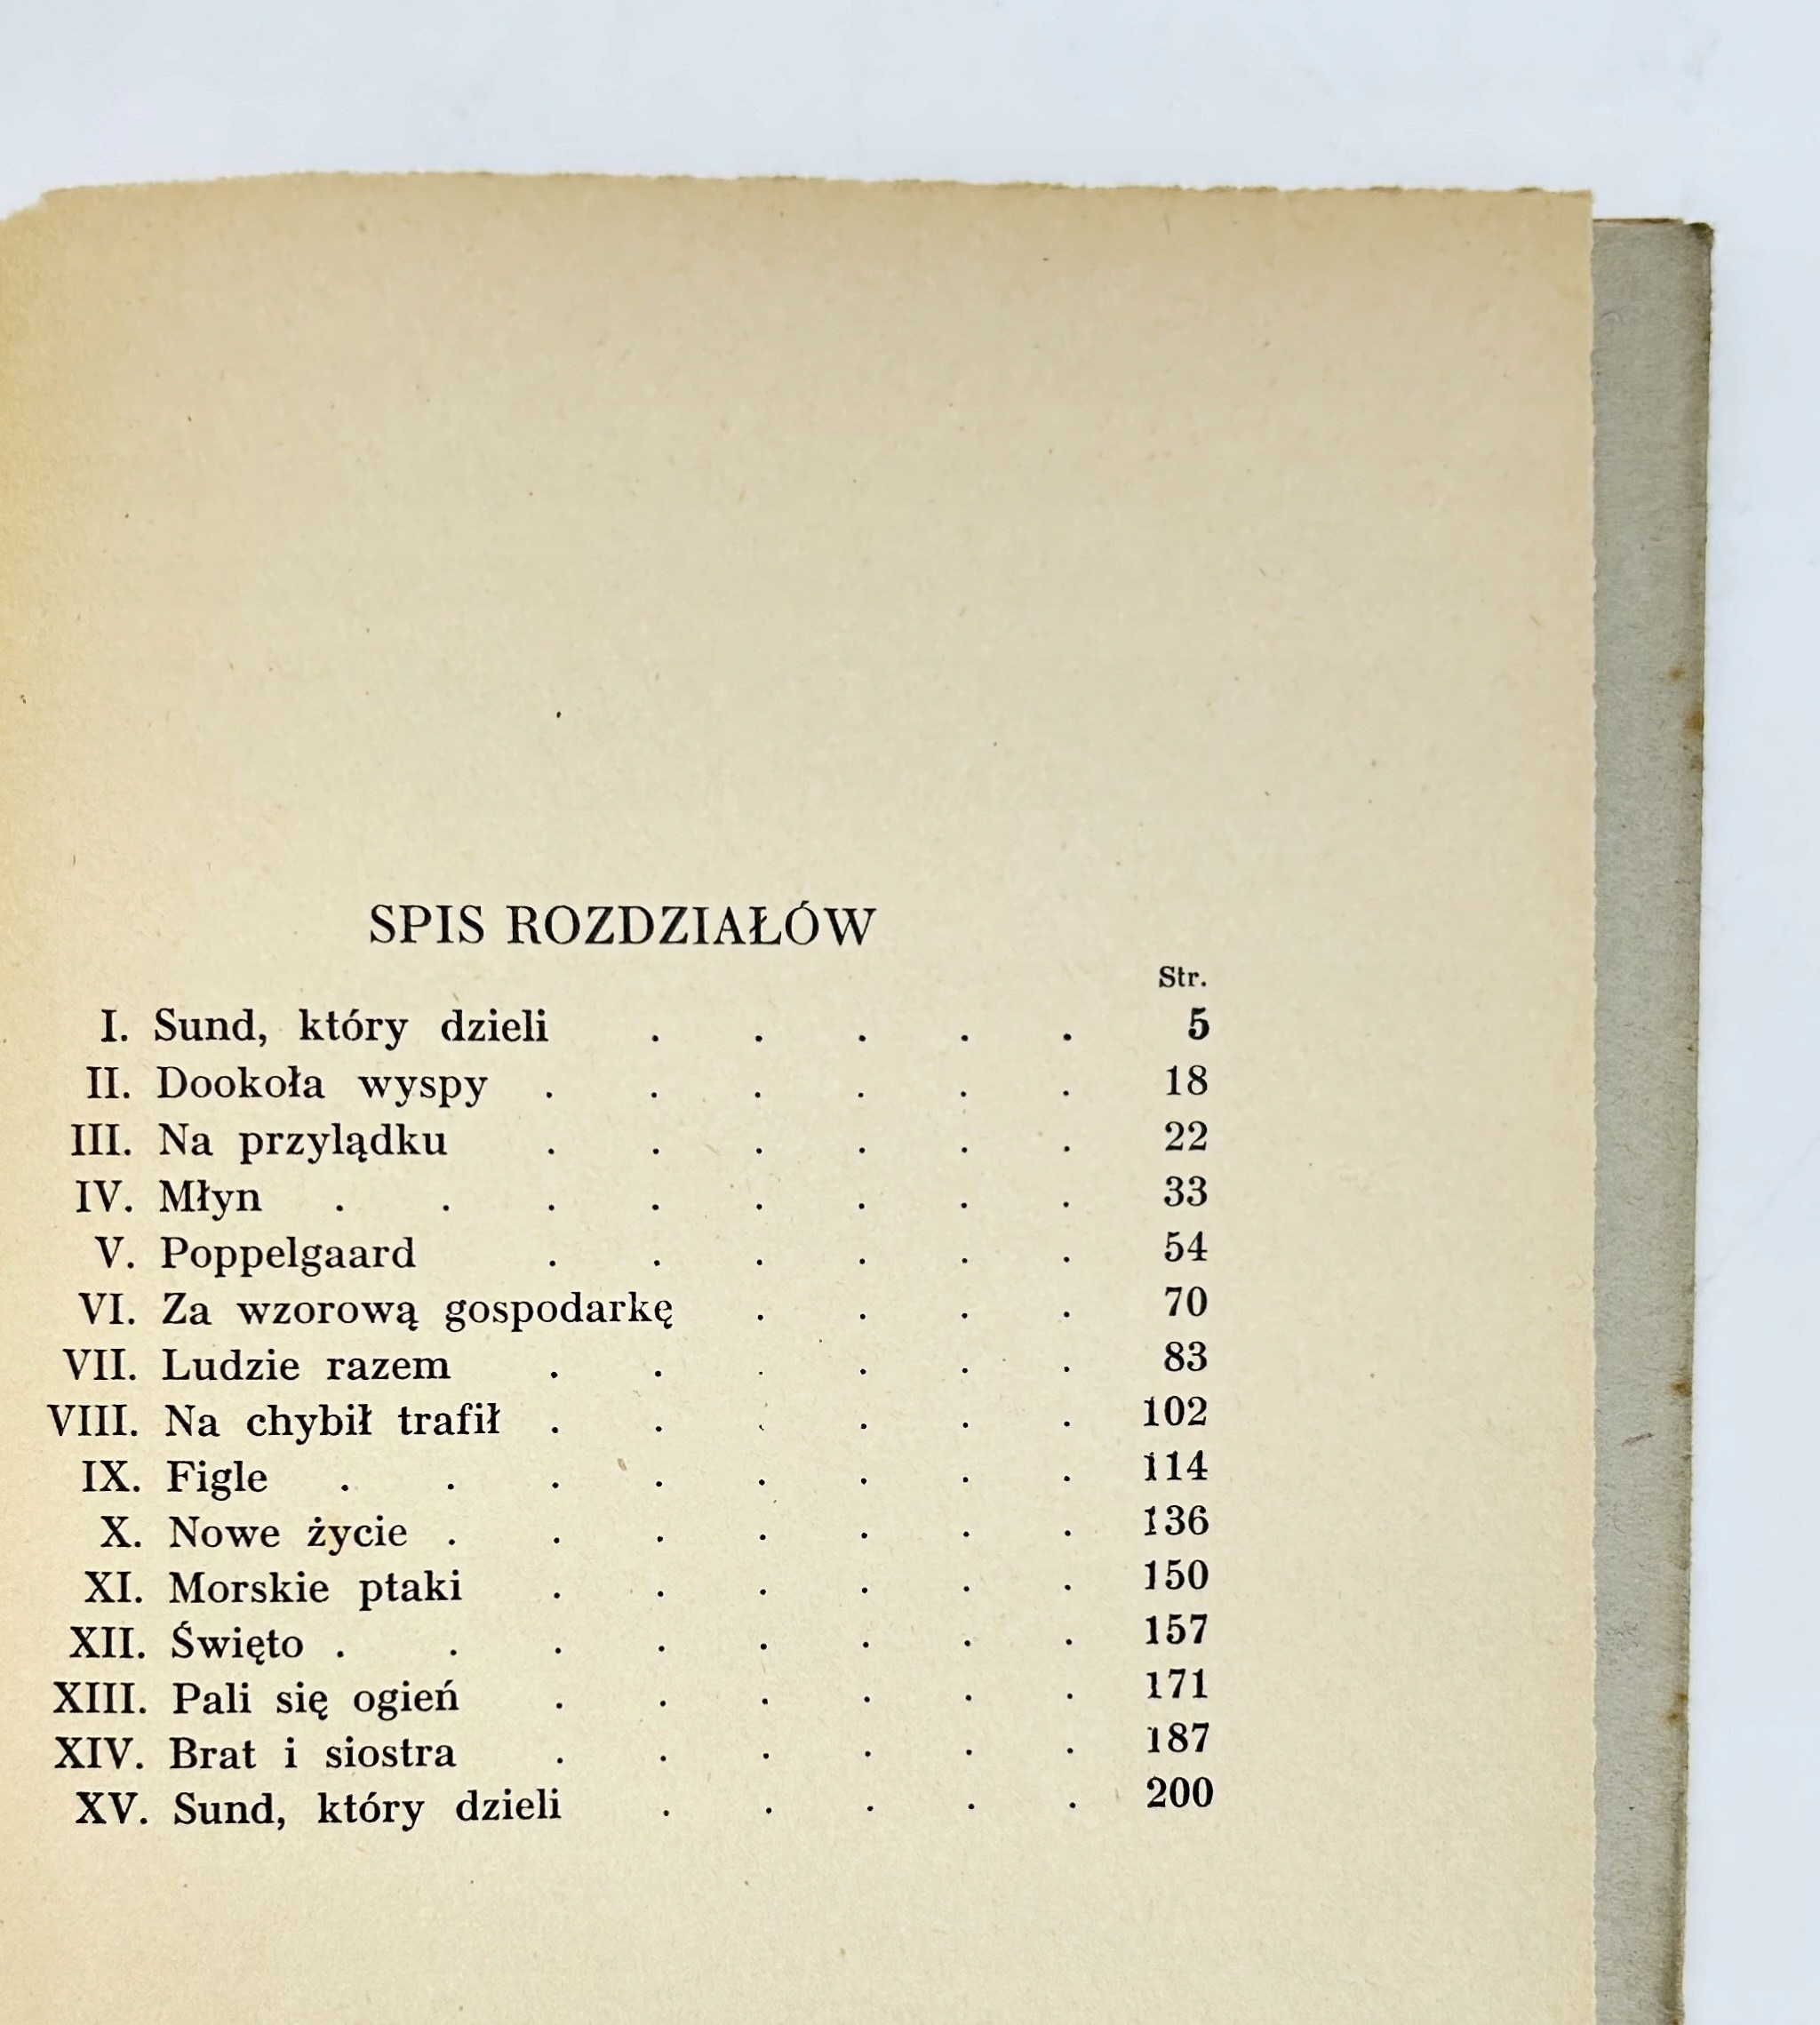 SPIS ROZDZIAŁÓW
Str.
I. Sund, który dzieli . . . . . 5
II. Dookoła wyspy . . . . . . 18
III. Na przylądku . . . . . . 22
IV. Młyn . . . . . . . . 33
V. Poppelgaard . . . . . . 54
VI. Za wzorową gospodarkę . . . . 70
VII. Ludzie razem . . . . . . 83
VIII. Na chybił trafił . . . . . . 102
IX. Figle . . . . . . . . 114
X. Nowe życie . . . . . . . 136
XI. Morskie ptaki . . . . . . 150
XII. Święto . . . . . . . . 157
XIII. Pali się ogień . . . . . . 171
XIV. Brat i siostra . . . . . . 187
XV. Sund, który dzieli . . . . . 200